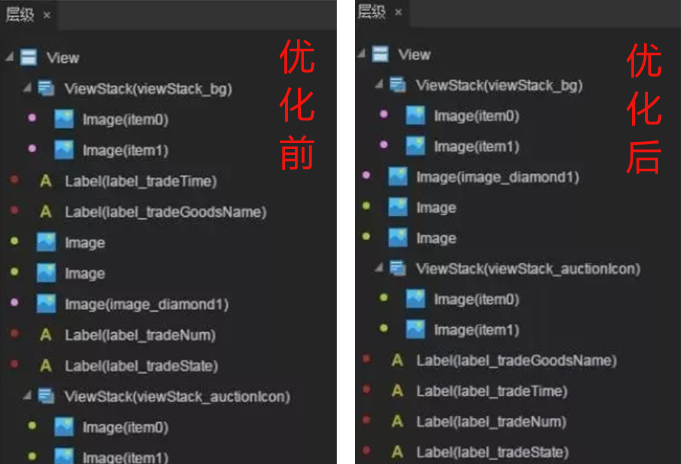 层级 ×
View
ViewStack(viewStack_bg)
Image(item0)
Image(item1)
Label(label_tradeTime)
Label(label_tradeGoodsName)
Image
Image
Image(image_diamond1)
Label(label_tradeNum)
Label(label_tradeState)
ViewStack(viewStack_auctionIcon)
Image(item0)
Image(item1)
优
化
前
层级 ×
View
ViewStack(viewStack_bg)
Image(item0)
Image(item1)
Image(image_diamond1)
Image
Image
ViewStack(viewStack_auctionIcon)
Image(item0)
Image(item1)
Label(label_tradeGoodsName)
Label(label_tradeTime)
Label(label_tradeNum)
Label(label_tradeState)
优
化
后